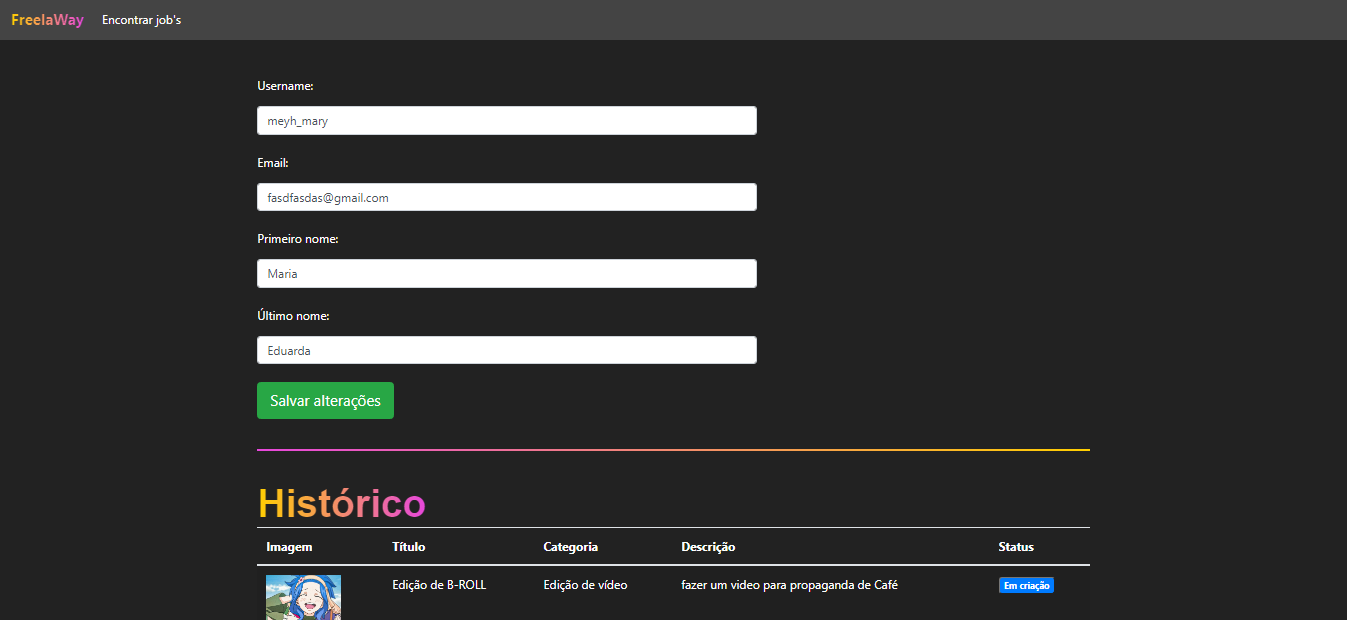 FreelaWay Encontrar job's
Username:
meyh_mary
Email:
fasdfasdas@gmail.com
Primeiro nome:
Maria
Último nome:
Eduarda
Salvar alterações
Histórico
Imagem Título Categoria Descrição Status
Edição de B-ROLL Edição de vídeo fazer um video para propaganda de Café Em criação